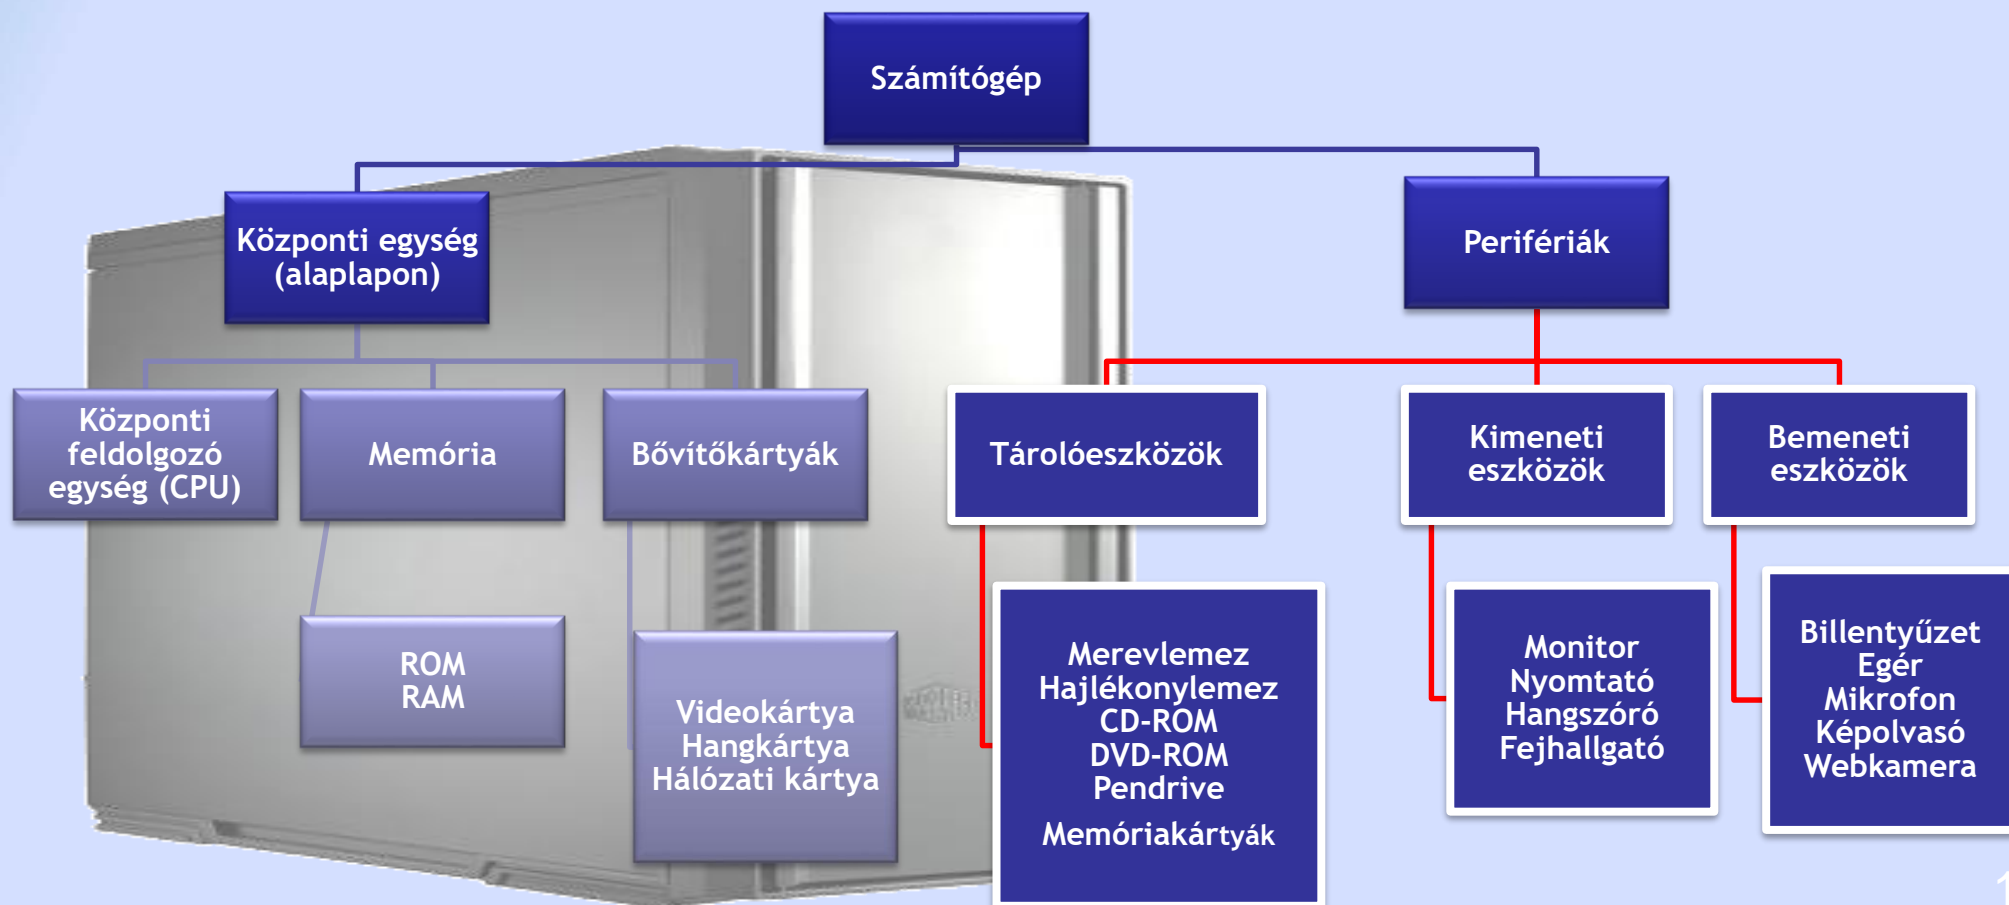 Számítógép
Központi egység
(alaplapon)
Perifériák
Központi
feldolgozó
egység (CPU)
Memória
Bővítőkártyák
Tárolóeszközök
Kimeneti
eszközök
Bemeneti
eszközök
ROM
RAM
Videokártya
Hangkártya
Hálózati kártya
Merevlemez
Hajlékonylemez
CD-ROM
DVD-ROM
Pendrive
Memóriakártyák
Monitor
Nyomtató
Hangszóró
Fejhallgató
Billentyűzet
Egér
Mikrofon
Képolvasó
Webkamera